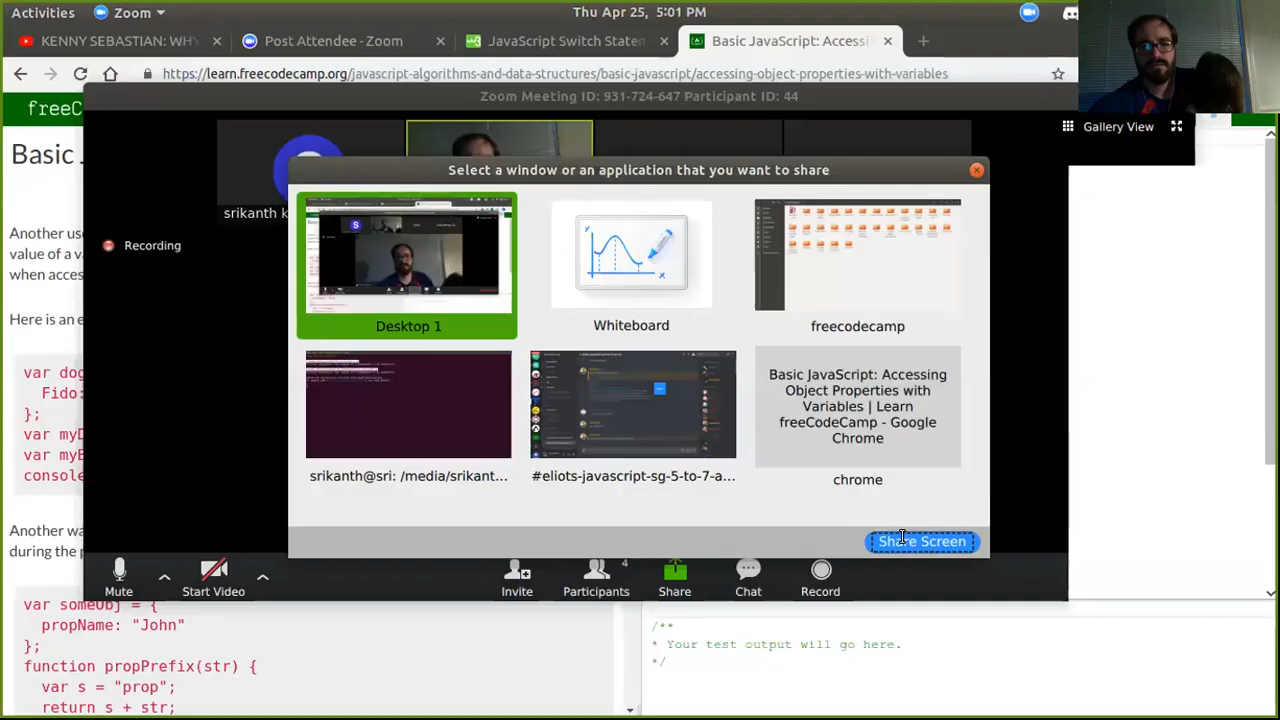 Activities Zoom Thu Apr 25, 5:01 PM
KENNY SEBASTIAN: WHY Post Attendee - Zoom JavaScript Switch Staten Basic JavaScript: Accessi
https://learn.freecodecamp.org/javascript-algorithms-and-data-structures/basic-javascript/accessing-object-properties-with-variables
Zoom Meeting ID: 931-724-647 Participant ID: 44
freeC
Gallery View
Basic J
Select a window or an application that you want to share
srikanth k
Another use
value of a va
Recording
when acces
Here is an e
Desktop 1 Whiteboard freecodecamp
var dog
Fido:
};
var myD
var myB
conso
Basic JavaScript: Accessing
Object Properties with
Variables | Learn
freeCodeCamp - Google
Chrome
srikanth@sri: /media/srikant... #eliots-javascript-sg-5-to-7-a... chrome
Another wa
during the p
Share Screen
4
Mute Start Video Invite Participants Share Chat Record
var someObj = {
propName: "John"
};
function propPrefix(str) {
var s = "prop";
return s + str;
/**
* Your test output will go here.
*/